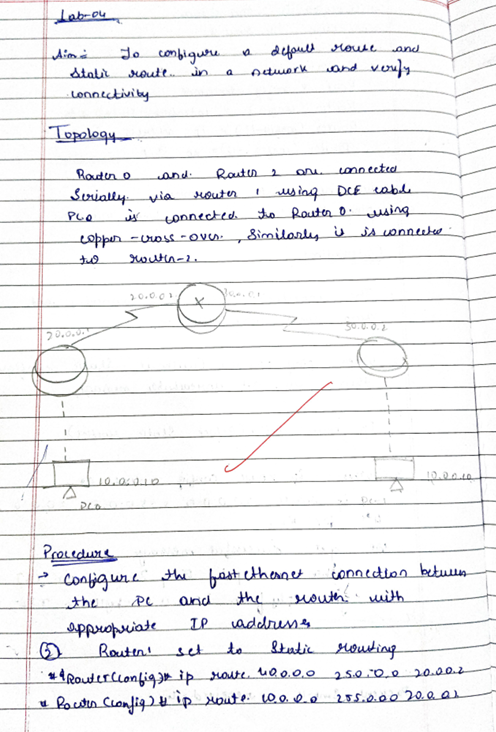 Lab-04
Aim: To configure a default route and
static route in a network and verify
connectivity
Topology
Router 0 and Router 2 are connected
Serially via router 1 using DCE cable
PC0 is connected to Router 0 using
copper-cross-over, Similarly it is connected
to router-2.
20.0.0.2 30.0.0.1
20.0.0.1 30.0.0.2
X
10.0.0.10
PC0
Procedure
→ Configure the fast ethernet connection between
the PC and the router with
appropriate IP address
③ Router1 set to Static routing
Router(config)# ip route 40.0.0.0 20.0.0.2
* Router (config) # ip route 10.0.0.0 255.0.0.0 20.0.01